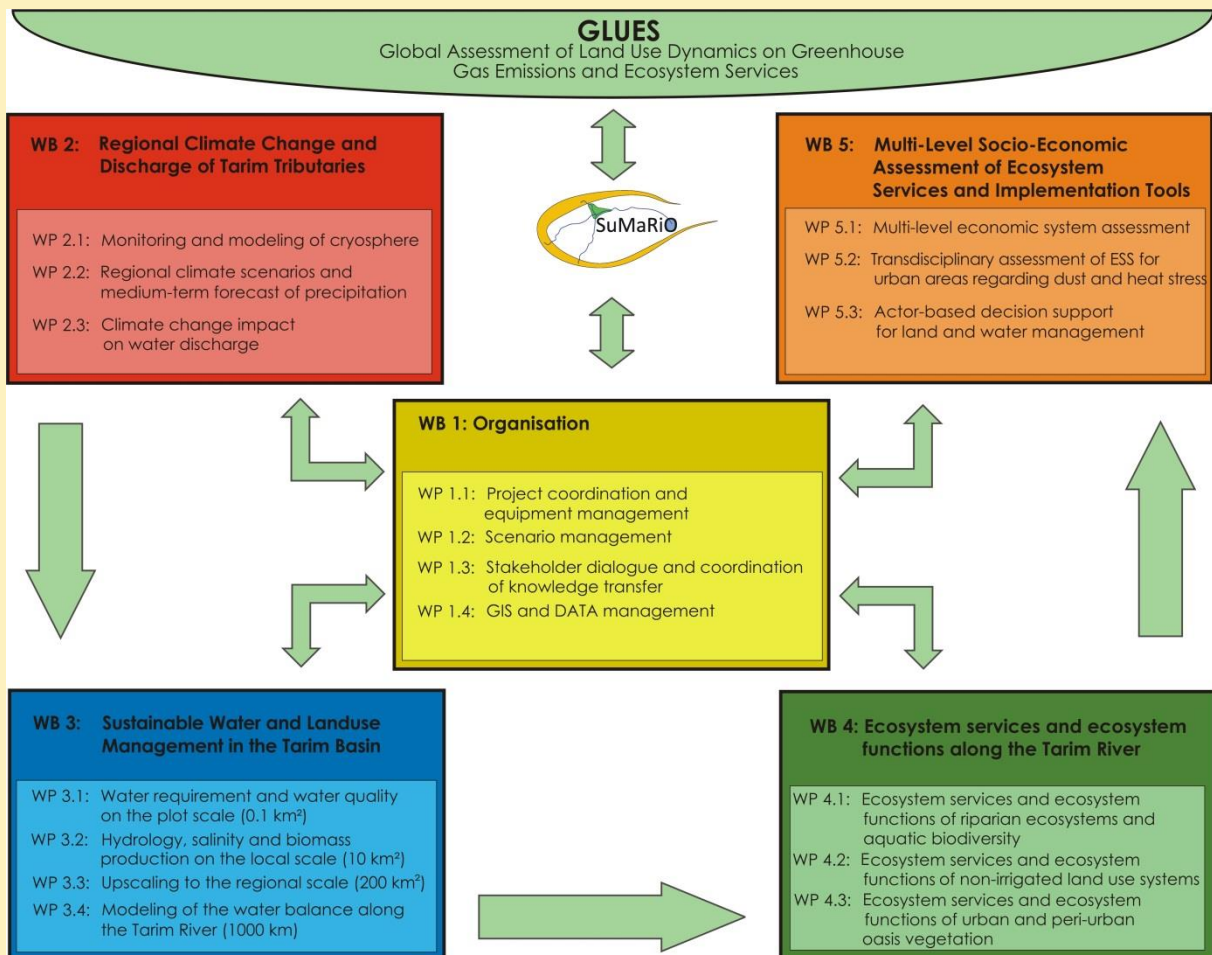 GLUES
Global Assessment of Land Use Dynamics on Greenhouse
Gas Emissions and Ecosystem Services
WB 2: Regional Climate Change and
Discharge of Tarim Tributaries
WP 2.1: Monitoring and modeling of cryosphere
WP 2.2: Regional climate scenarios and
medium-term forecast of precipitation
WP 2.3: Climate change impact
on water discharge
SuMaRiO
WB 5: Multi-Level Socio-Economic
Assessment of Ecosystem
Services and Implementation Tools
WP 5.1: Multi-level economic system assessment
WP 5.2: Transdisciplinary assessment of ESS for
urban areas regarding dust and heat stress
WP 5.3: Actor-based decision support
for land and water management
WB 1: Organisation
WP 1.1: Project coordination and
equipment management
WP 1.2: Scenario management
WP 1.3: Stakeholder dialogue and coordination
of knowledge transfer
WP 1.4: GIS and DATA management
WB 3: Sustainable Water and Landuse
Management in the Tarim Basin
WP 3.1: Water requirement and water quality
on the plot scale (0.1 km²)
WP 3.2: Hydrology, salinity and biomass
production on the local scale (10 km²)
WP 3.3: Upscaling to the regional scale (200 km²)
WP 3.4: Modeling of the water balance along
the Tarim River (1000 km)
WB 4: Ecosystem services and ecosystem
functions along the Tarim River
WP 4.1: Ecosystem services and ecosystem
functions of riparian ecosystems and
aquatic biodiversity
WP 4.2: Ecosystem services and ecosystem
functions of non-irrigated land use systems
WP 4.3: Ecosystem services and ecosystem
functions of urban and peri-urban
oasis vegetation